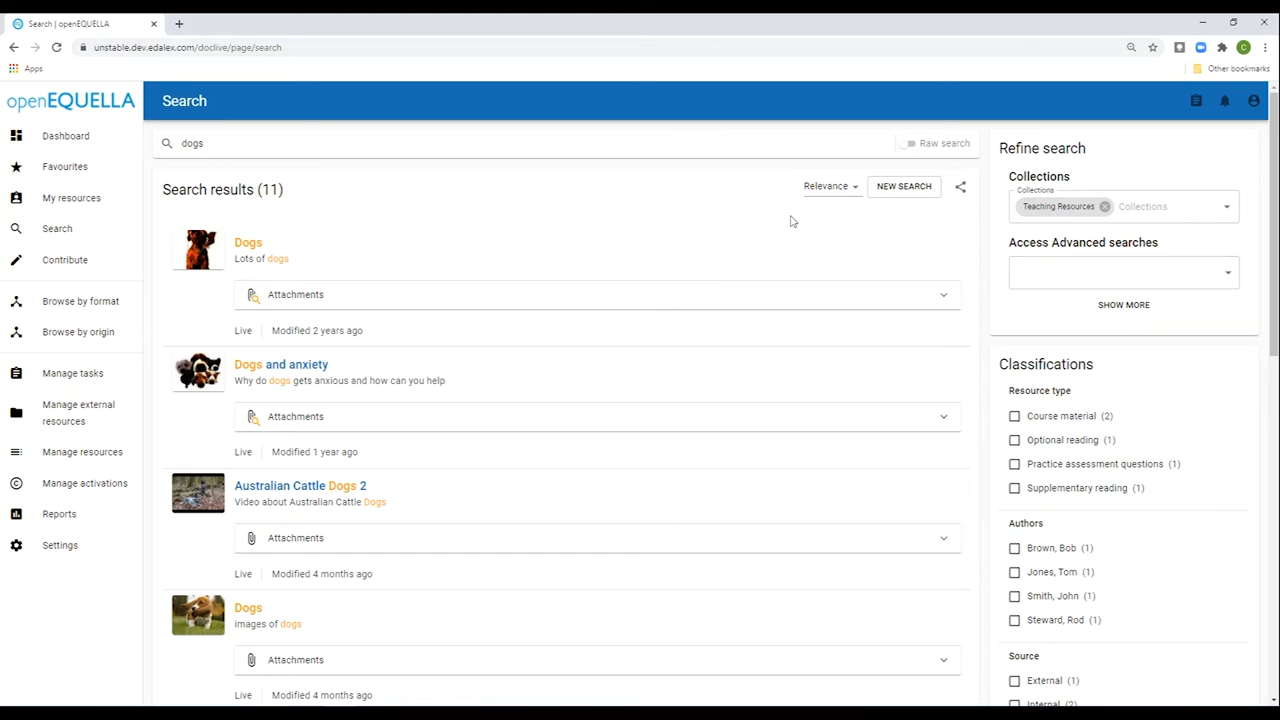 Search | openEQUELLA
unstable.dev.edalex.com/doclive/page/search
C
Apps
Other bookmarks
openEQUELLA
Search
Dashboard
Favourites
My resources
Search
Contribute
Browse by format
Browse by origin
Manage tasks
Manage external
resources
Manage resources
Manage activations
Reports
Settings
dogs
Raw search
Search results (11)
Relevance
NEW SEARCH
Dogs
Lots of dogs
Attachments
Live
Modified 2 years ago
Dogs and anxiety
Why do dogs gets anxious and how can you help
Attachments
Live
Modified 1 year ago
Australian Cattle Dogs 2
Video about Australian Cattle Dogs
Attachments
Live
Modified 4 months ago
Dogs
images of dogs
Attachments
Live
Modified 4 months ago
Refine search
Collections
Collections
Teaching Resources
Collections
Access Advanced searches
SHOW MORE
Classifications
Resource type
Course material (2)
Optional reading (1)
Practice assessment questions (1)
Supplementary reading (1)
Authors
Brown, Bob (1)
Jones, Tom (1)
Smith, John (1)
Steward, Rod (1)
Source
External (1)
Internal (2)